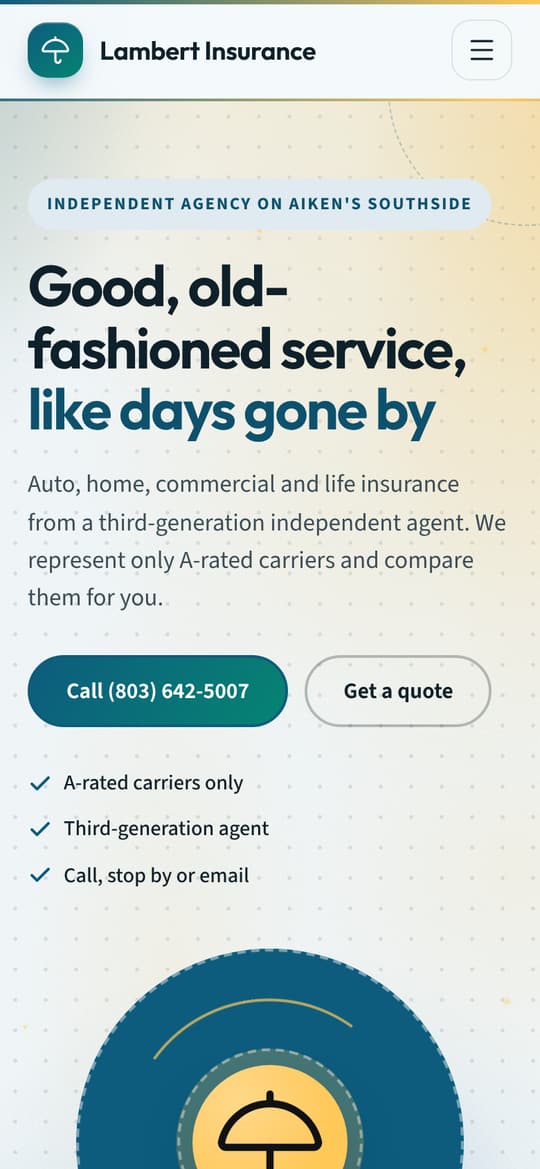 Lambert Insurance
INDEPENDENT AGENCY ON AIKEN'S SOUTHSIDE
Good, old-
fashioned service,
like days gone by
Auto, home, commercial and life insurance
from a third-generation independent agent. We
represent only A-rated carriers and compare
them for you.
Call (803) 642-5007
Get a quote
A-rated carriers only
Third-generation agent
Call, stop by or email